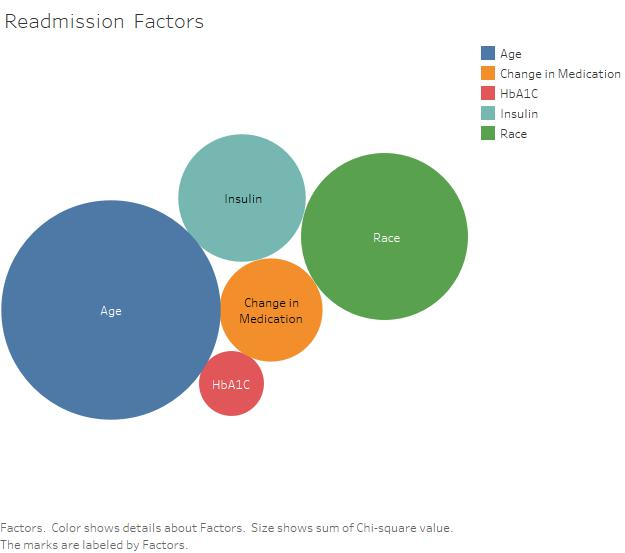 Readmission Factors
Age
Change in Medication
HbA1C
Insulin
Race
Insulin
Race
Age
Change in
Medication
HbA1C
Factors. Color shows details about Factors. Size shows sum of Chi-square value.
The marks are labeled by Factors.